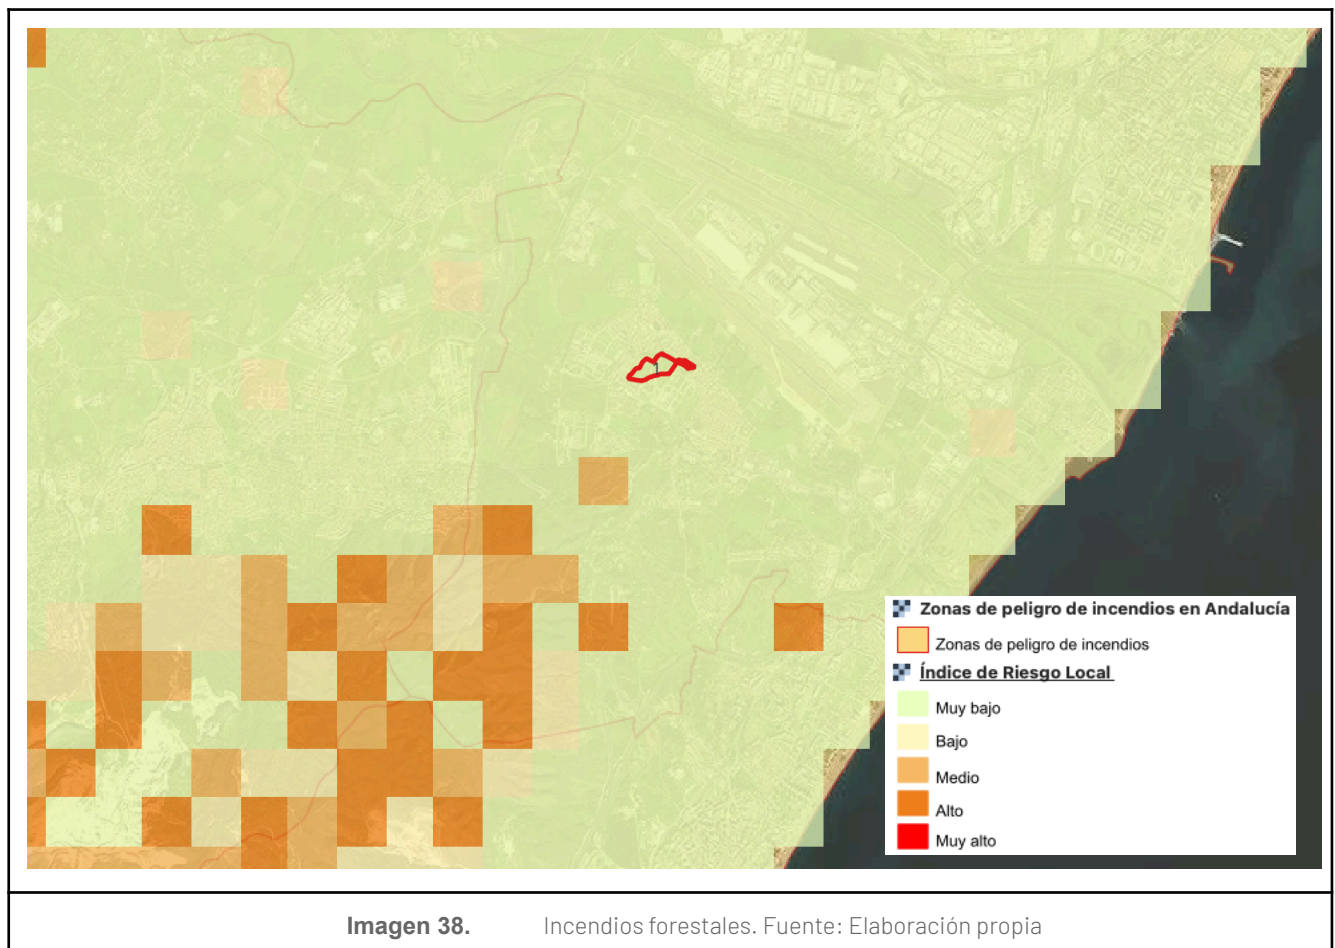 Zonas de peligro de incendios en Andalucía
Zonas de peligro de incendios
Índice de Riesgo Local
Muy bajo
Bajo
Medio
Alto
Muy alto
Imagen 38. Incendios forestales. Fuente: Elaboración propia